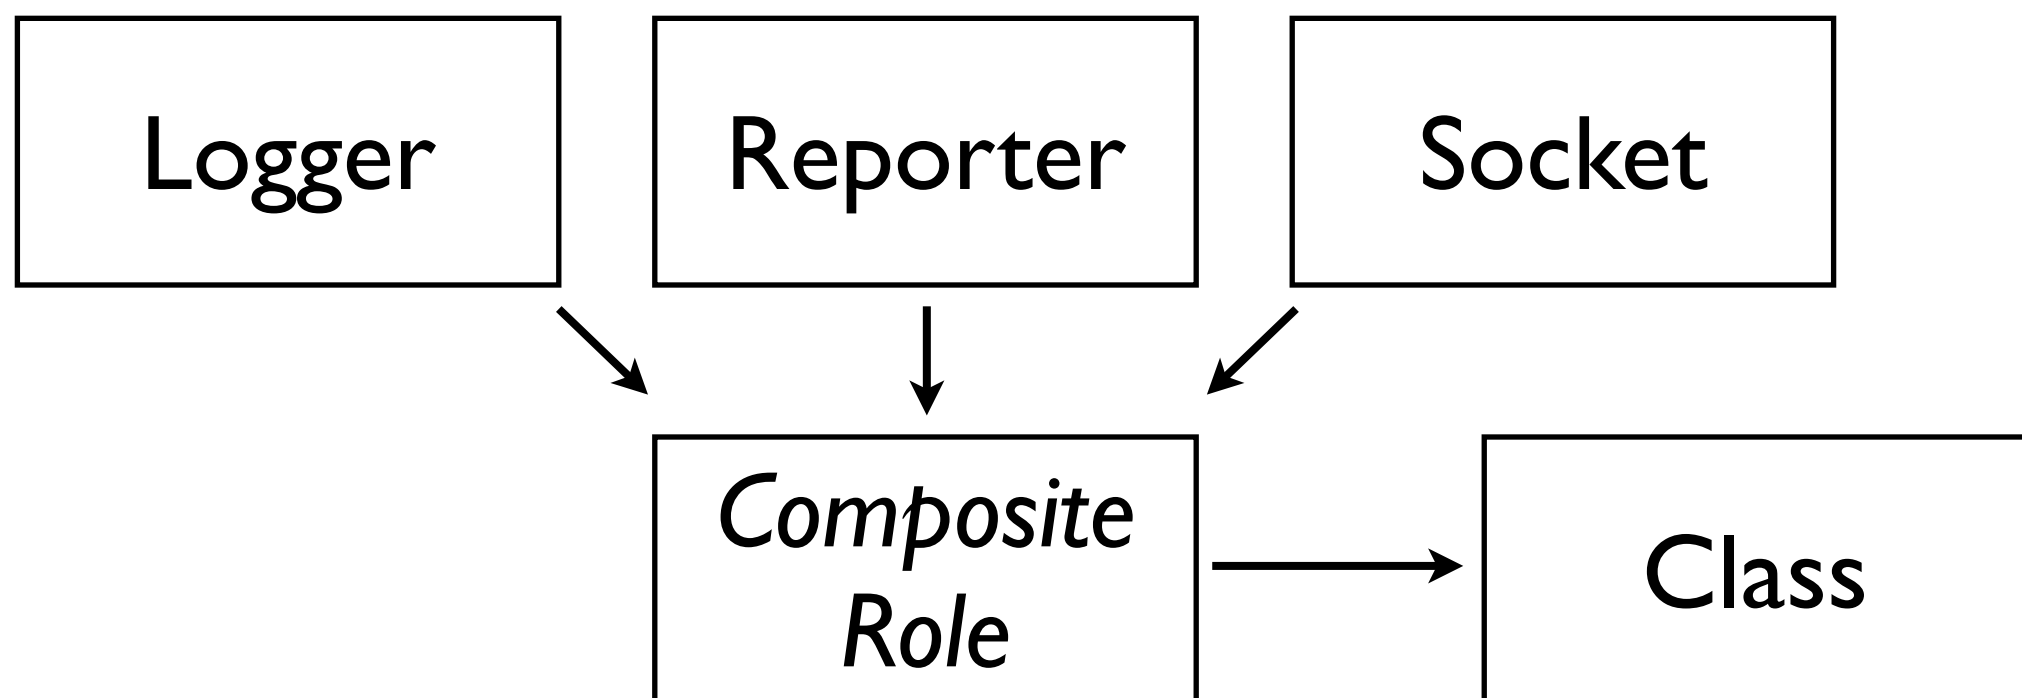 Logger
Reporter
Socket
Composite
Role
Class